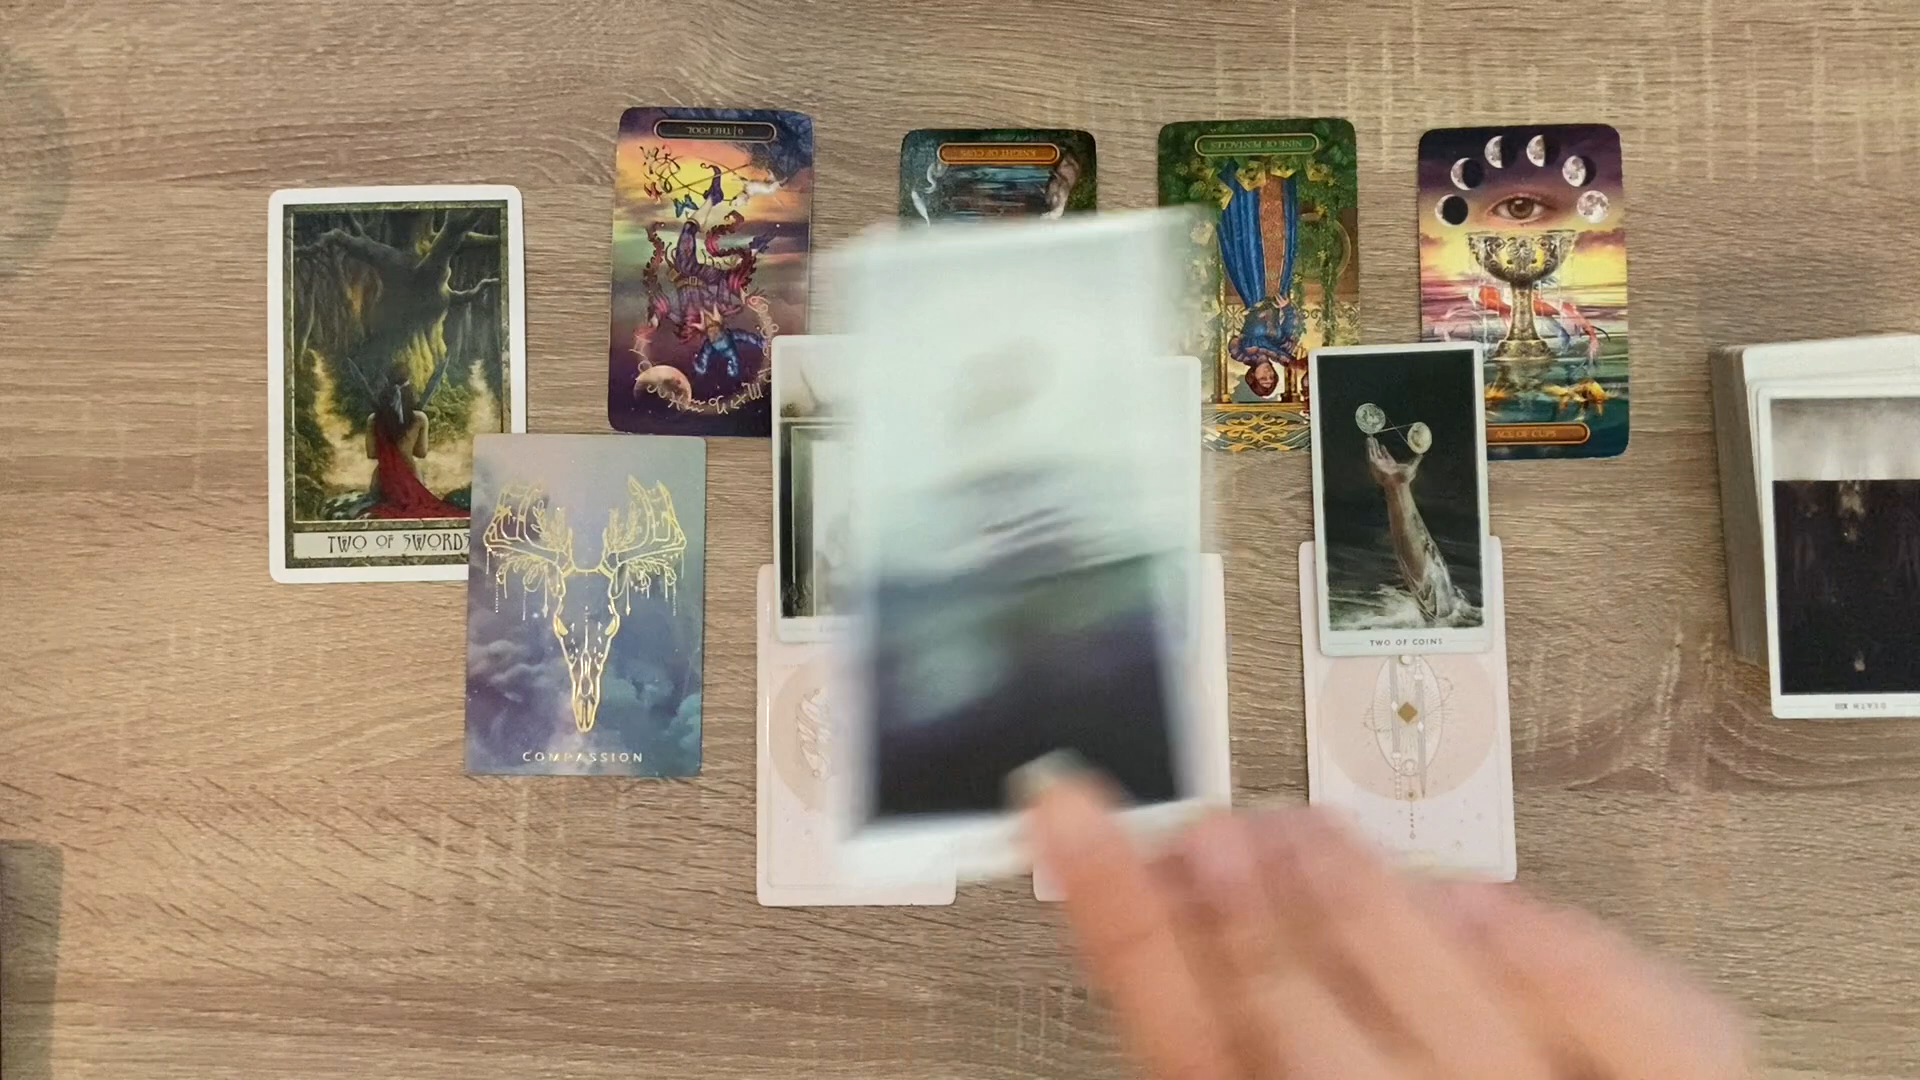 0 | THE FOOL
KNIGHT OF CUPS
NINE OF PENTACLES
ACE OF CUPS
TWO OF SWORDS
TWO OF COINS
COMPASSION
DEATH XIII